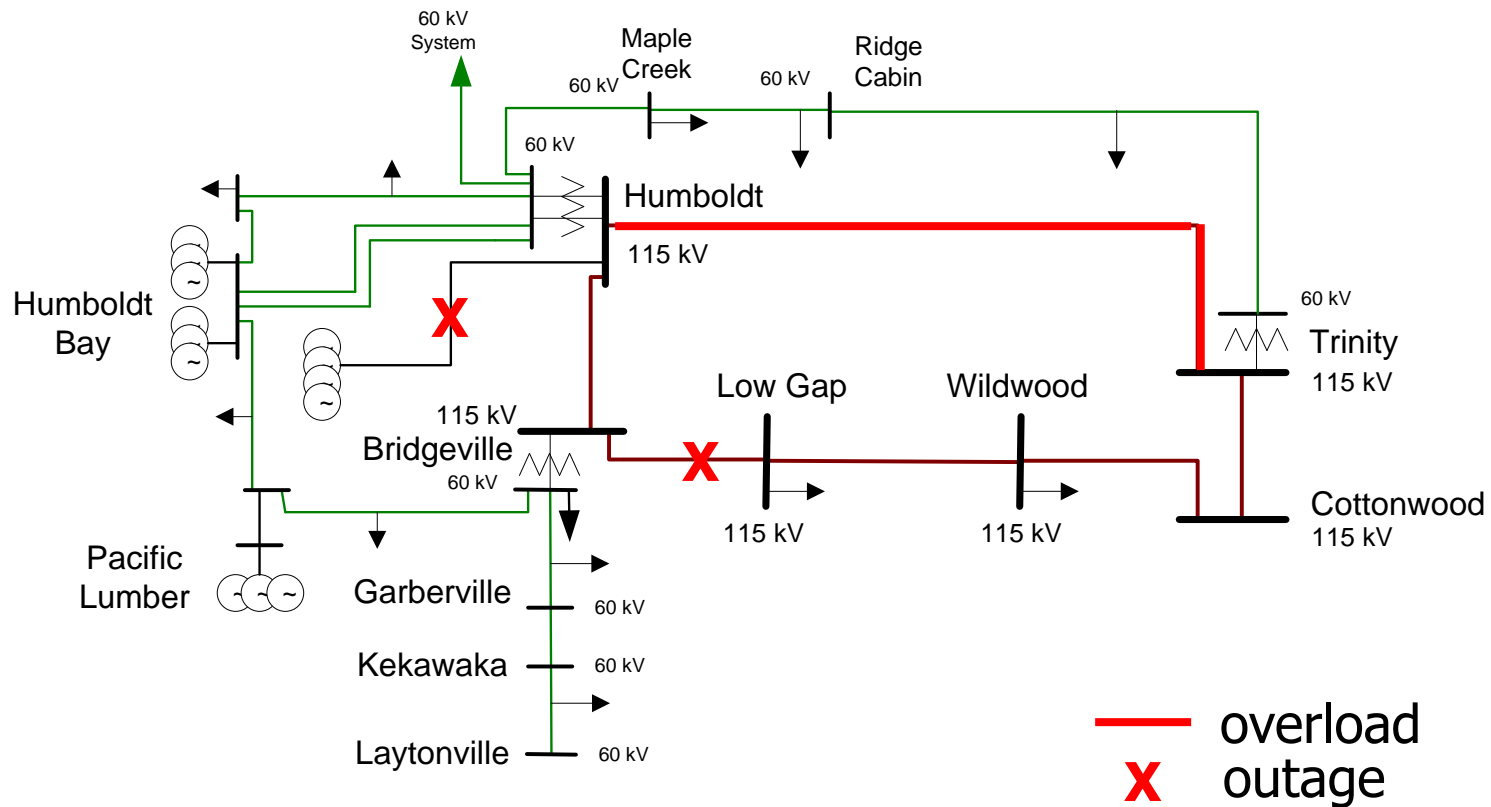 60 kV
System
Maple
Creek
Ridge
Cabin
60 kV
60 kV
60 kV
Humboldt
115 kV
Humboldt
Bay
~
~
~
~
60 kV
Trinity
115 kV
Low Gap
Wildwood
115 kV
Bridgeville
60 kV
115 kV
115 kV
Cottonwood
115 kV
X
X
Pacific
Lumber
~
~
~
Garberville
60 kV
Kekawaka
60 kV
Laytonville
60 kV
overload
X
outage